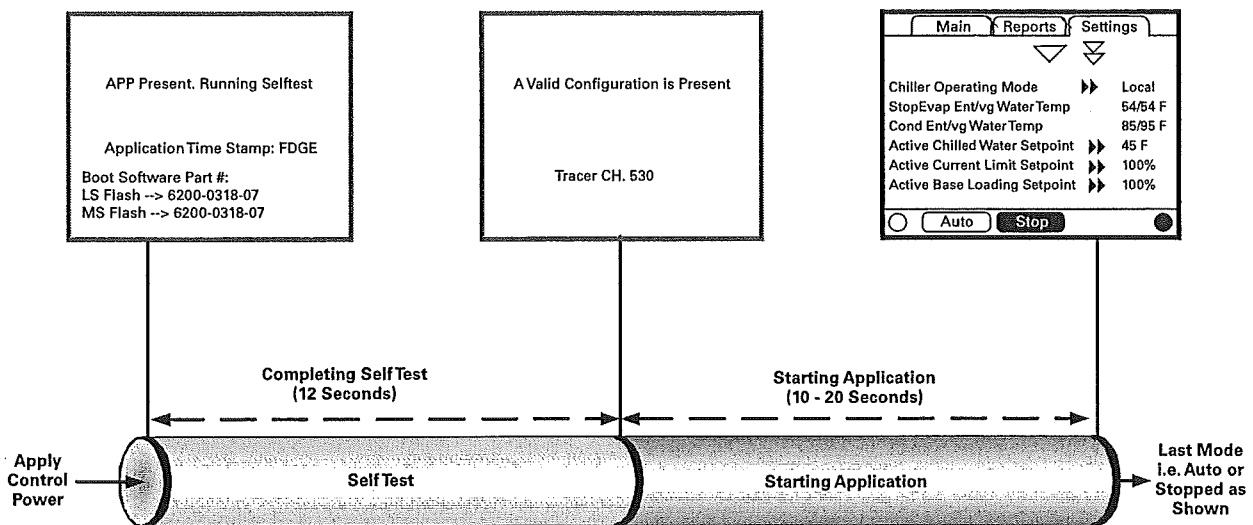 APP Present. Running Selftest
Application Time Stamp: FDGE
Boot Software Part #:
LS Flash --> 6200-0318-07
MS Flash --> 6200-0318-07
A Valid Configuration is Present
Tracer CH. 530
Main Reports Settings
Chiller Operating Mode Local
StopEvap Ent/vg Water Temp 54/54 F
Cond Ent/vg Water Temp 85/95 F
Active Chilled Water Setpoint 45 F
Active Current Limit Setpoint 100%
Active Base Loading Setpoint 100%
Auto Stop
Completing Self Test
(12 Seconds)
Starting Application
(10 - 20 Seconds)
Apply
Control
Power
Self Test
Starting Application
Last Mode
i.e. Auto or
Stopped as
Shown